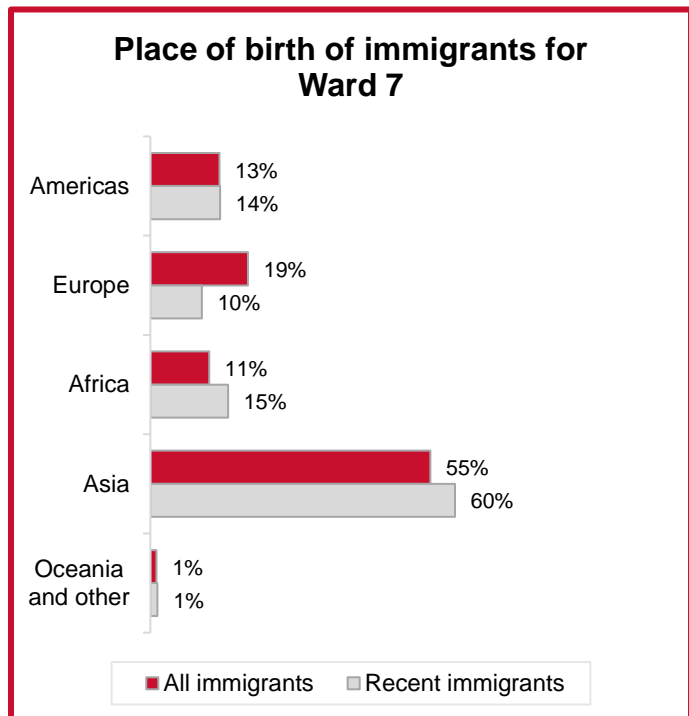 Place of birth of immigrants for
Ward 7
Americas
13%
14%
Europe
19%
10%
Africa
11%
15%
Asia
55%
60%
Oceania
and other
1%
1%
All immigrants
Recent immigrants